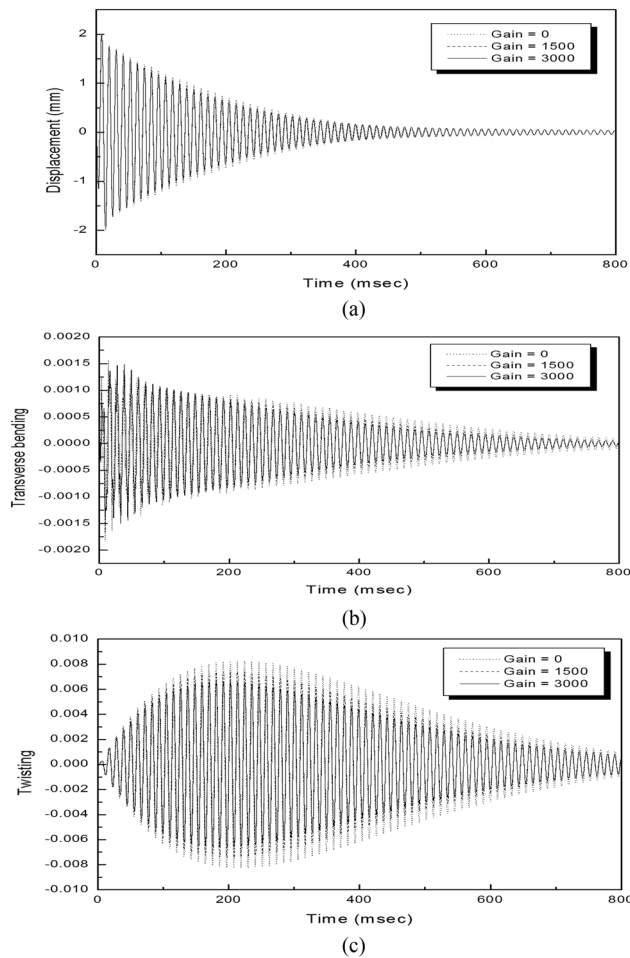 Gain = 0
Gain = 1500
Gain = 3000
2
1
0
-1
-2
Displacement (mm)
0 200 400 600 800
Time (msec)
(a)
Gain = 0
Gain = 1500
Gain = 3000
0.0020
0.0015
0.0010
0.0005
0.0000
-0.0005
-0.0010
-0.0015
-0.0020
Transverse bending
0 200 400 600 800
Time (msec)
(b)
Gain = 0
Gain = 1500
Gain = 3000
0.010
0.008
0.006
0.004
0.002
0.000
-0.002
-0.004
-0.006
-0.008
-0.010
Twisting
0 200 400 600 800
Time (msec)
(c)